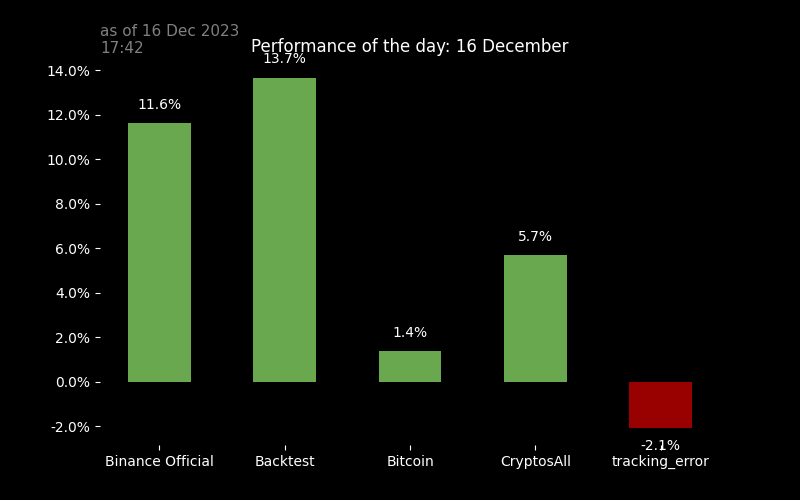 as of 16 Dec 2023
17:42
Performance of the day: 16 December
14.0%
12.0%
10.0%
8.0%
6.0%
4.0%
2.0%
0.0%
-2.0%
11.6%
13.7%
1.4%
5.7%
-2.1%
Binance Official
Backtest
Bitcoin
CryptosAll
tracking_error